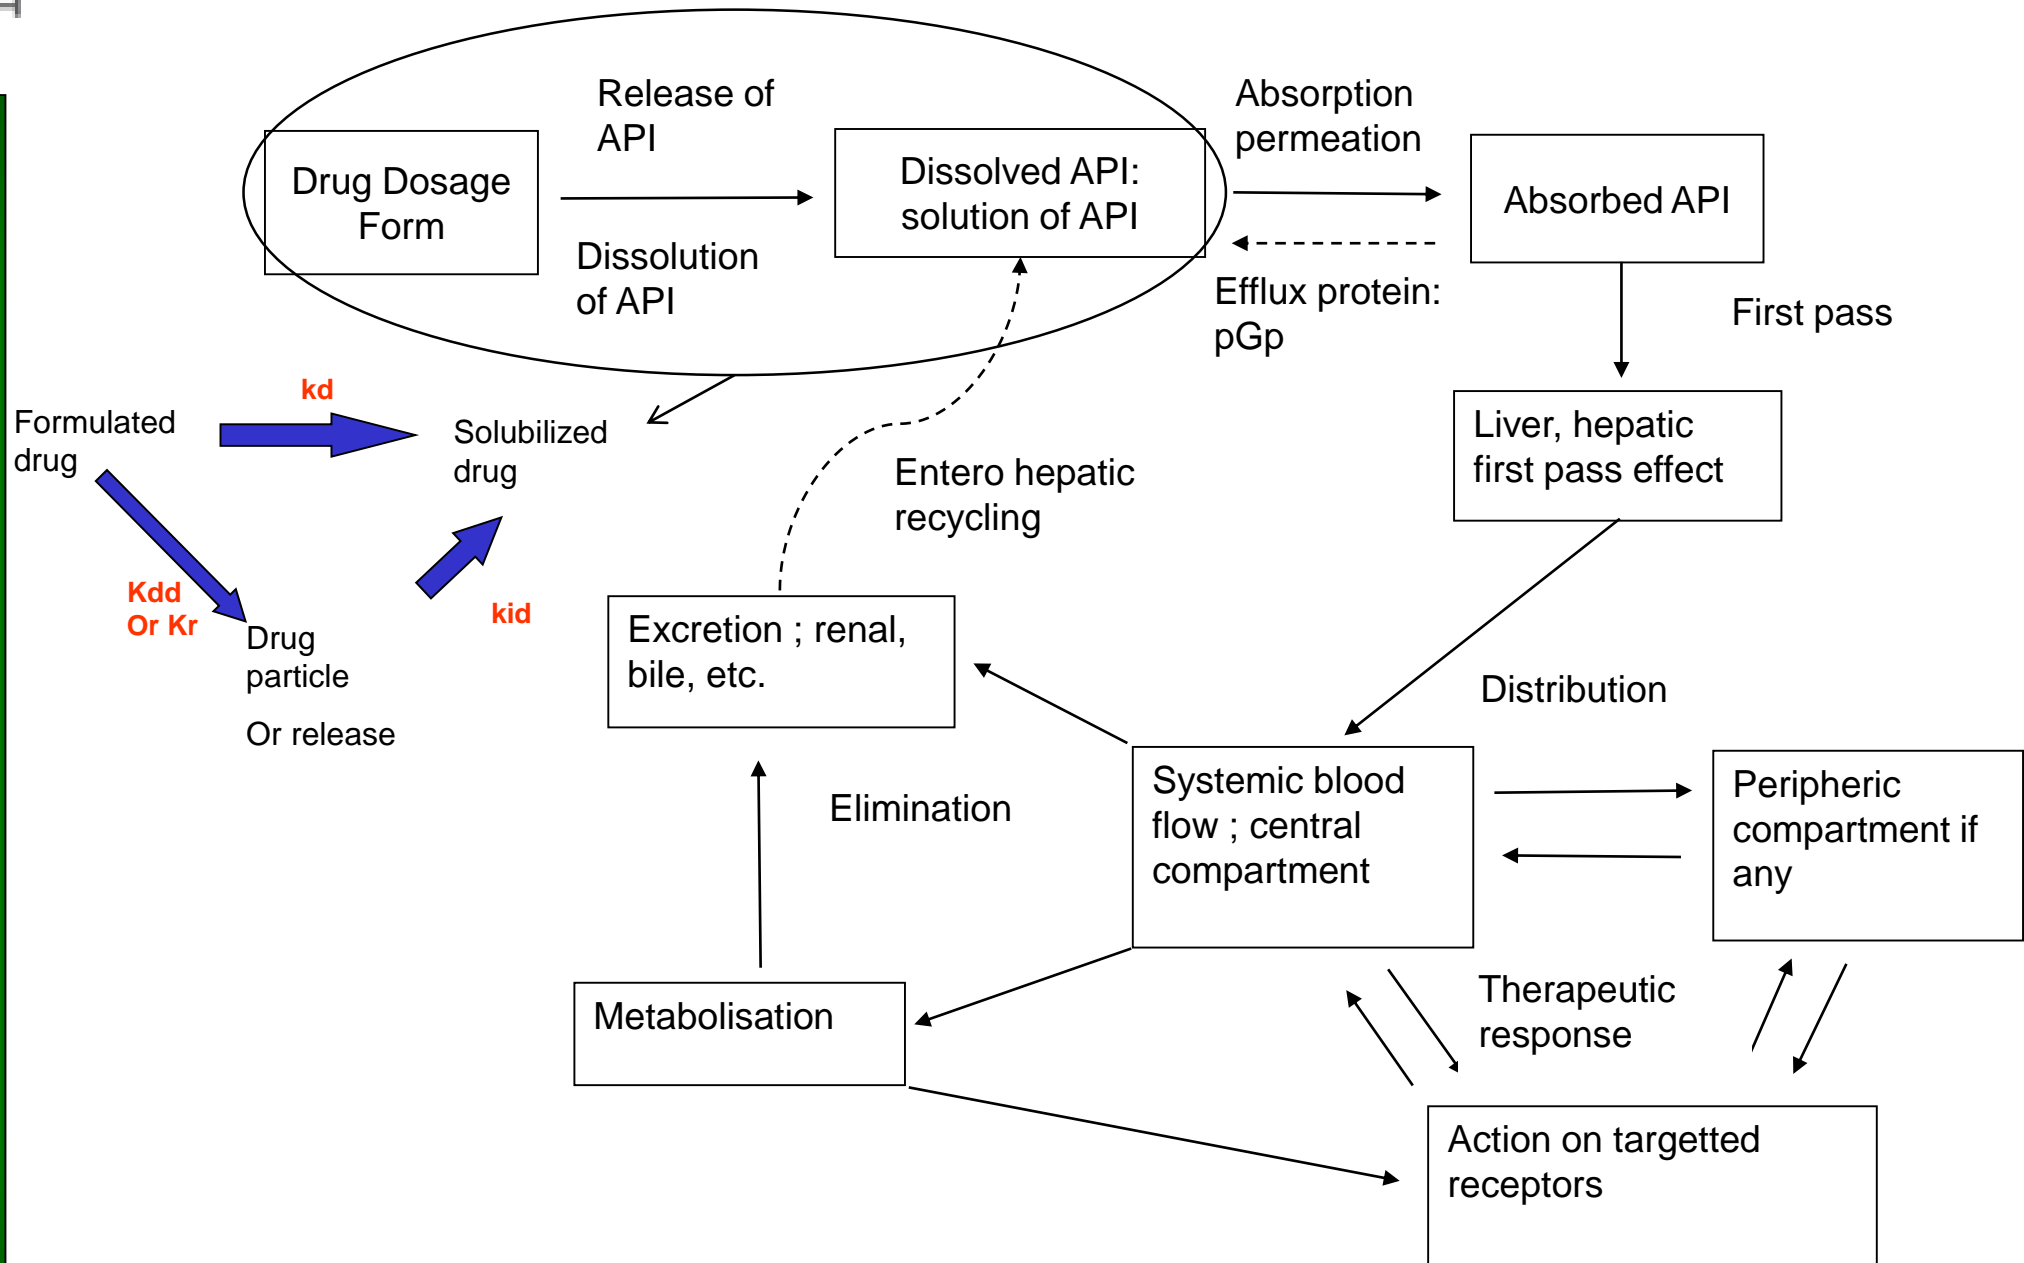 Release of
API
Absorption
permeation
Drug Dosage
Form
Dissolved API:
solution of API
Absorbed API
Dissolution
of API
Efflux protein:
pGp
First pass
kd
Formulated
drug
Solubilized
drug
Liver, hepatic
first pass effect
Entero hepatic
recycling
Kdd
Or Kr
kid
Drug
particle
Or release
Excretion ; renal,
bile, etc.
Distribution
Elimination
Systemic blood
flow ; central
compartment
Peripheric
compartment if
any
Metabolisation
Therapeutic
response
Action on targetted
receptors